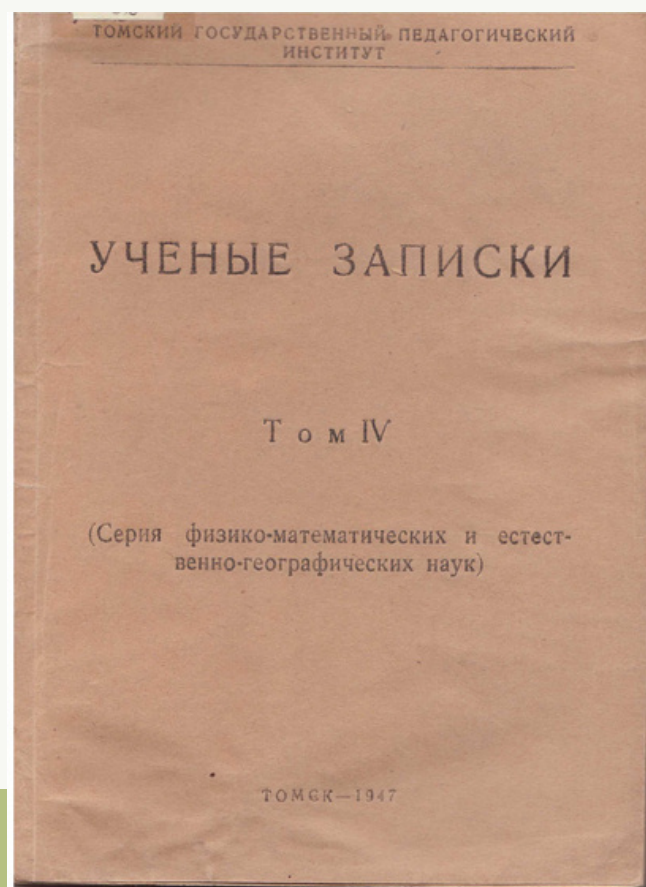 ТОМСКИЙ ГОСУДАРСТВЕННЫЙ ПЕДАГОГИЧЕСКИЙ
ИНСТИТУТ
УЧЕНЫЕ ЗАПИСКИ
Том IV
(Серия физико-математических и естест-
венно-географических наук)
ТОМСК—1947